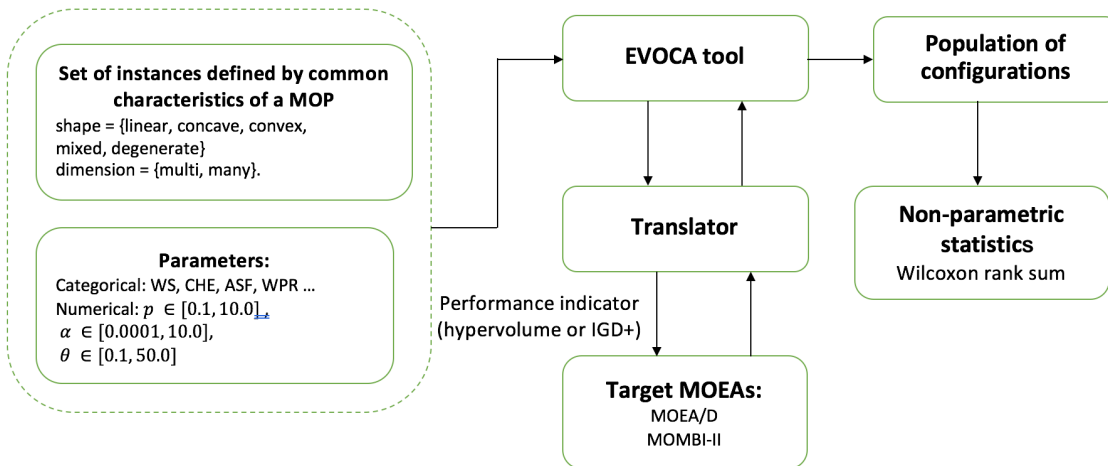 Set of instances defined by common
characteristics of a MOP
shape = {linear, concave, convex,
mixed, degenerate}
dimension = {multi, many}.
Parameters:
Categorical: WS, CHE, ASF, WPR ...
Numerical: p ∈ [0.1, 10.0] ,
α ∈ [0.0001, 10.0],
θ ∈ [0.1, 50.0]
EVOCA tool
Translator
Performance indicator
(hypervolume or IGD+)
Target MOEAs:
MOEA/D
MOMBI-II
Population of
configurations
Non-parametric
statistics
Wilcoxon rank sum